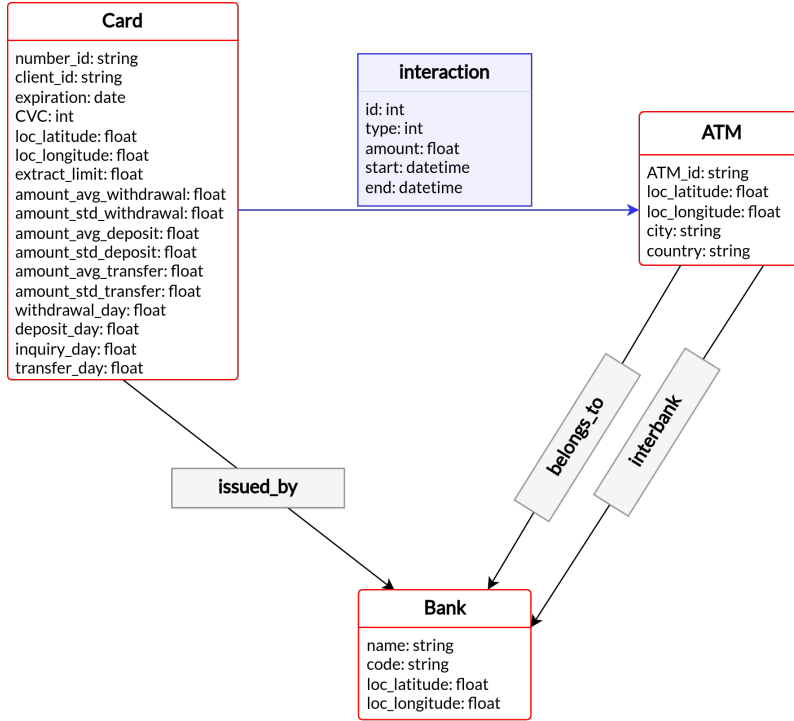 Card
number_id: string
client_id: string
expiration: date
CVC: int
loc_latitude: float
loc_longitude: float
extract_limit: float
amount_avg_withdrawal: float
amount_std_withdrawal: float
amount_avg_deposit: float
amount_std_deposit: float
amount_avg_transfer: float
amount_std_transfer: float
withdrawal_day: float
deposit_day: float
inquiry_day: float
transfer_day: float
interaction
id: int
type: int
amount: float
start: datetime
end: datetime
ATM
ATM_id: string
loc_latitude: float
loc_longitude: float
city: string
country: string
belongs_to
interbank
issued_by
Bank
name: string
code: string
loc_latitude: float
loc_longitude: float